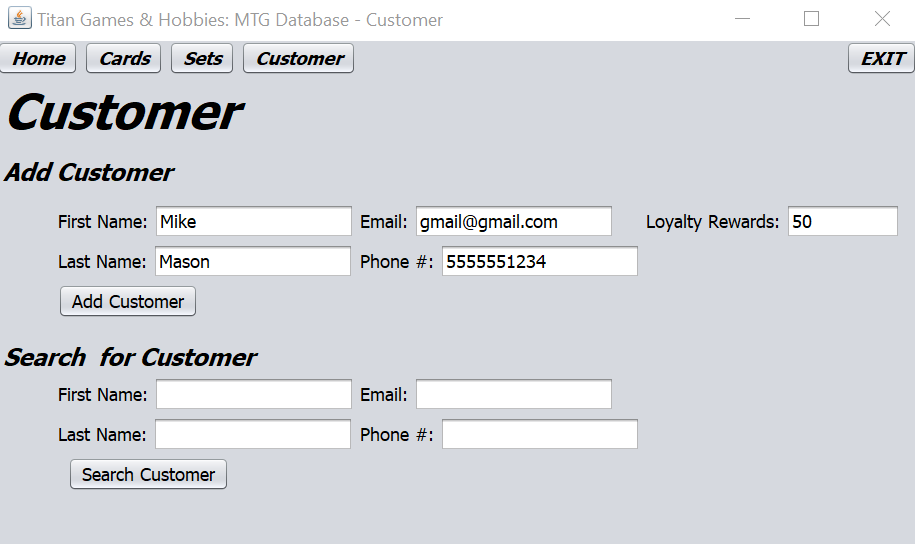 Titan Games & Hobbies: MTG Database - Customer
Home Cards Sets Customer EXIT
Customer
Add Customer
First Name: Mike Email: gmail@gmail.com Loyalty Rewards: 50
Last Name: Mason Phone #: 5555551234
Add Customer
Search for Customer
First Name: Email:
Last Name: Phone #:
Search Customer